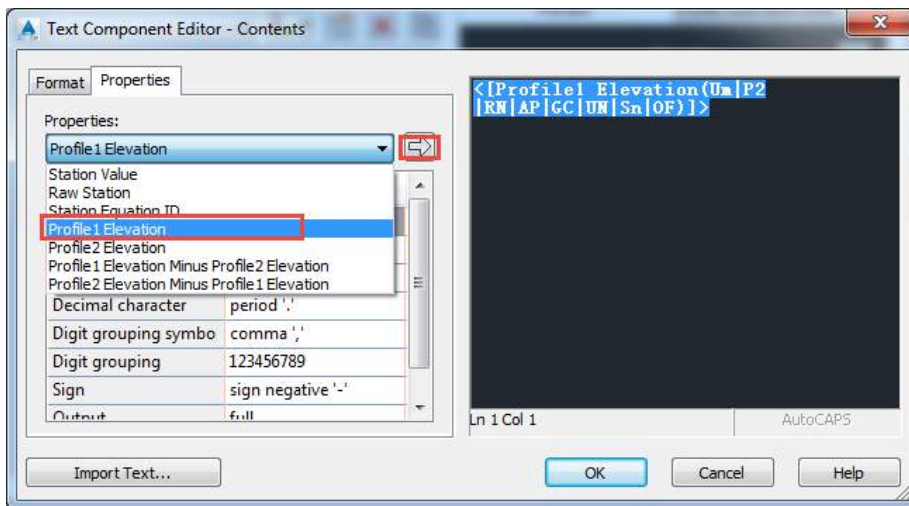 Text Component Editor - Contents
Format Properties
Properties:
Profile1 Elevation
Station Value
Raw Station
Station Equation ID
Profile1 Elevation
Profile2 Elevation
Profile1 Elevation Minus Profile2 Elevation
Profile2 Elevation Minus Profile1 Elevation
Decimal character period '.'
Digit grouping symbo comma ','
Digit grouping 123456789
Sign sign negative '-'
Output full
<[Profile1 Elevation(Um|P2
|RN|AP|GC|UN|Sn|OF)]>
Ln 1 Col 1 AutoCAPS
Import Text... OK Cancel Help